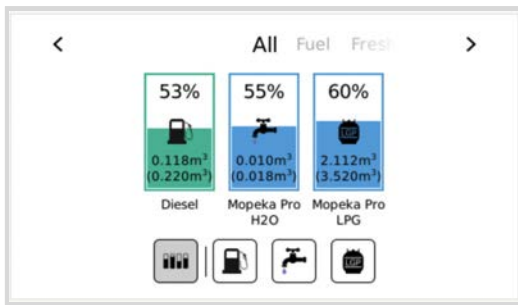 All Fuel Fresh
53% 55% 60%
0.118m³ 0.010m³ 2.112m³
(0.220m³) (0.018m³) (3.520m³)
Diesel Mopeka Pro Mopeka Pro
H2O LPG